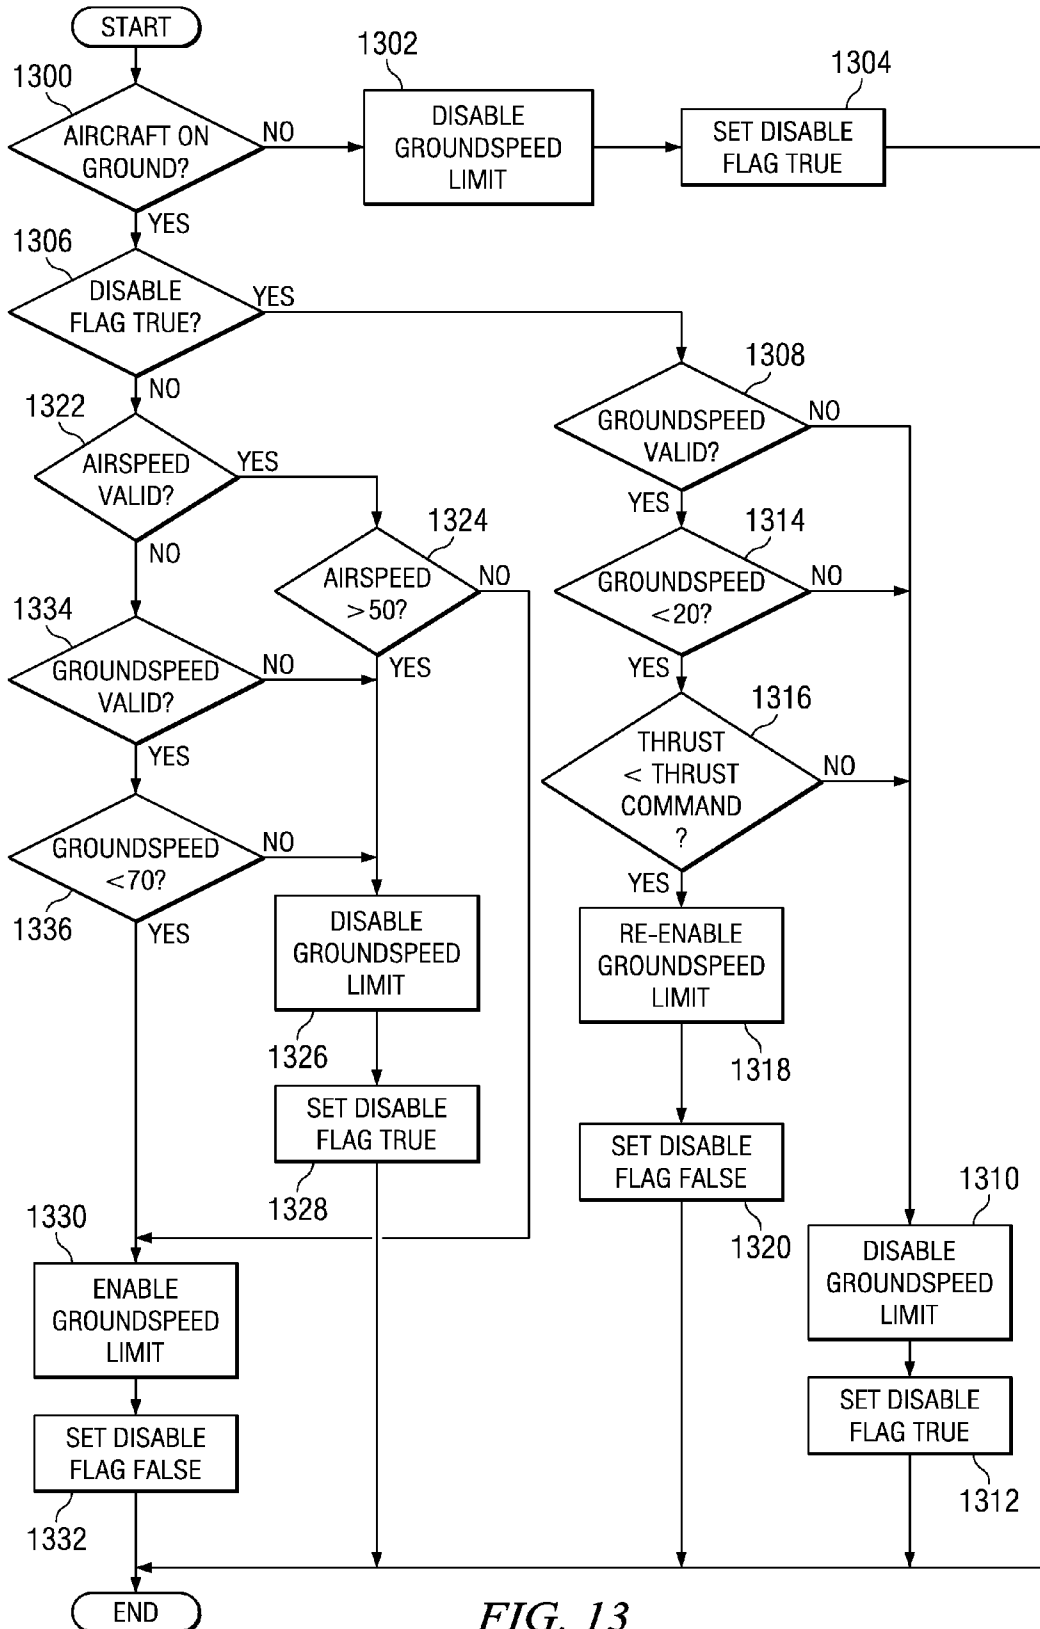 START
1300
AIRCRAFT ON
GROUND?
NO
YES
1302
DISABLE
GROUNDSPEED
LIMIT
1304
SET DISABLE
FLAG TRUE
1306
DISABLE
FLAG TRUE?
YES
NO
1308
GROUNDSPEED
VALID?
NO
YES
1322
AIRSPEED
VALID?
YES
NO
1324
AIRSPEED
>50?
NO
YES
1314
GROUNDSPEED
<20?
NO
YES
1334
GROUNDSPEED
VALID?
NO
YES
1316
THRUST
< THRUST
COMMAND
?
NO
YES
GROUNDSPEED
<70?
1336
NO
YES
DISABLE
GROUNDSPEED
LIMIT
1326
RE-ENABLE
GROUNDSPEED
LIMIT
1318
SET DISABLE
FLAG TRUE
1328
SET DISABLE
FLAG FALSE
1320
1330
ENABLE
GROUNDSPEED
LIMIT
1310
DISABLE
GROUNDSPEED
LIMIT
SET DISABLE
FLAG FALSE
1332
SET DISABLE
FLAG TRUE
1312
END
FIG. 13